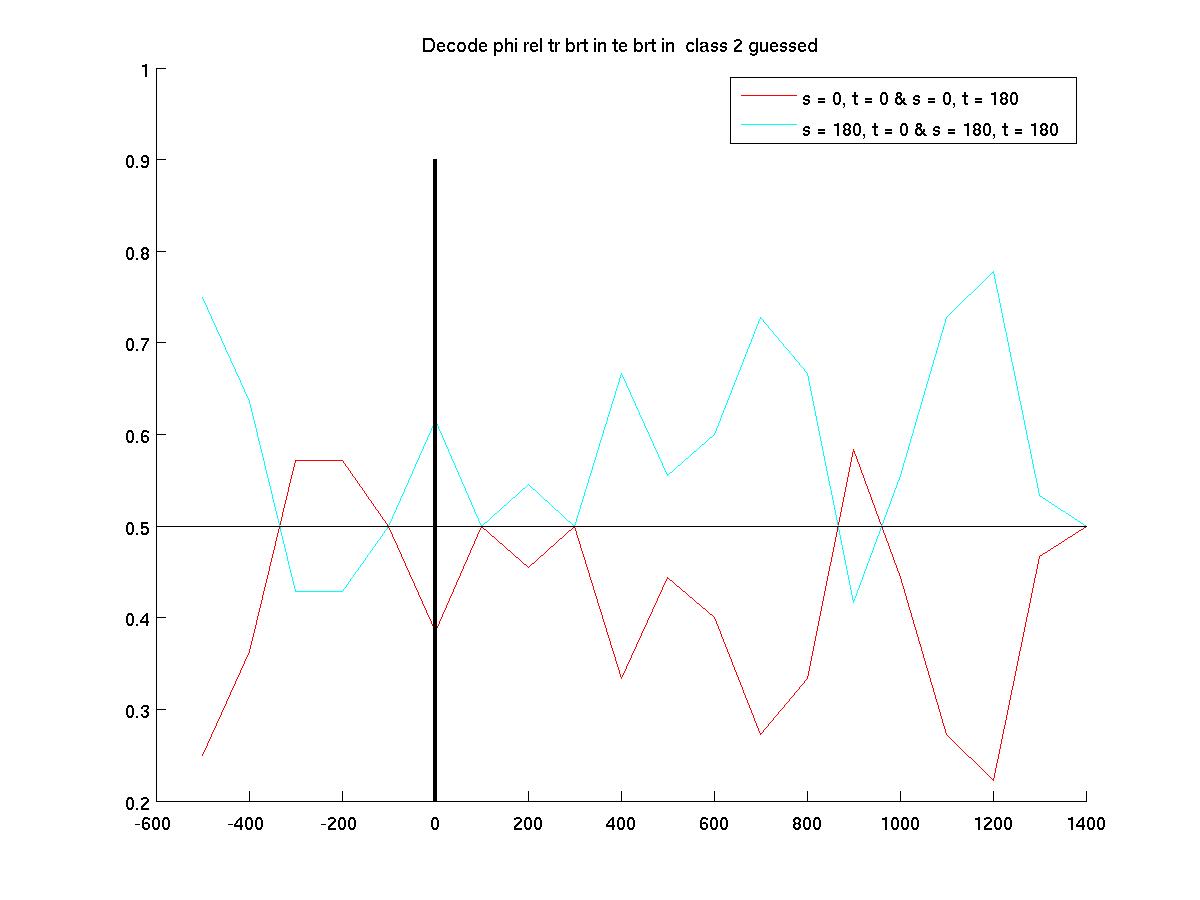 Decode phi rel tr brt in te brt in  class 2 guessed
s = 0, t = 0 & s = 0, t = 180
s = 180, t = 0 & s = 180, t = 180
1
0.9
0.8
0.7
0.6
0.5
0.4
0.3
0.2
-600 -400 -200 0 200 400 600 800 1000 1200 1400